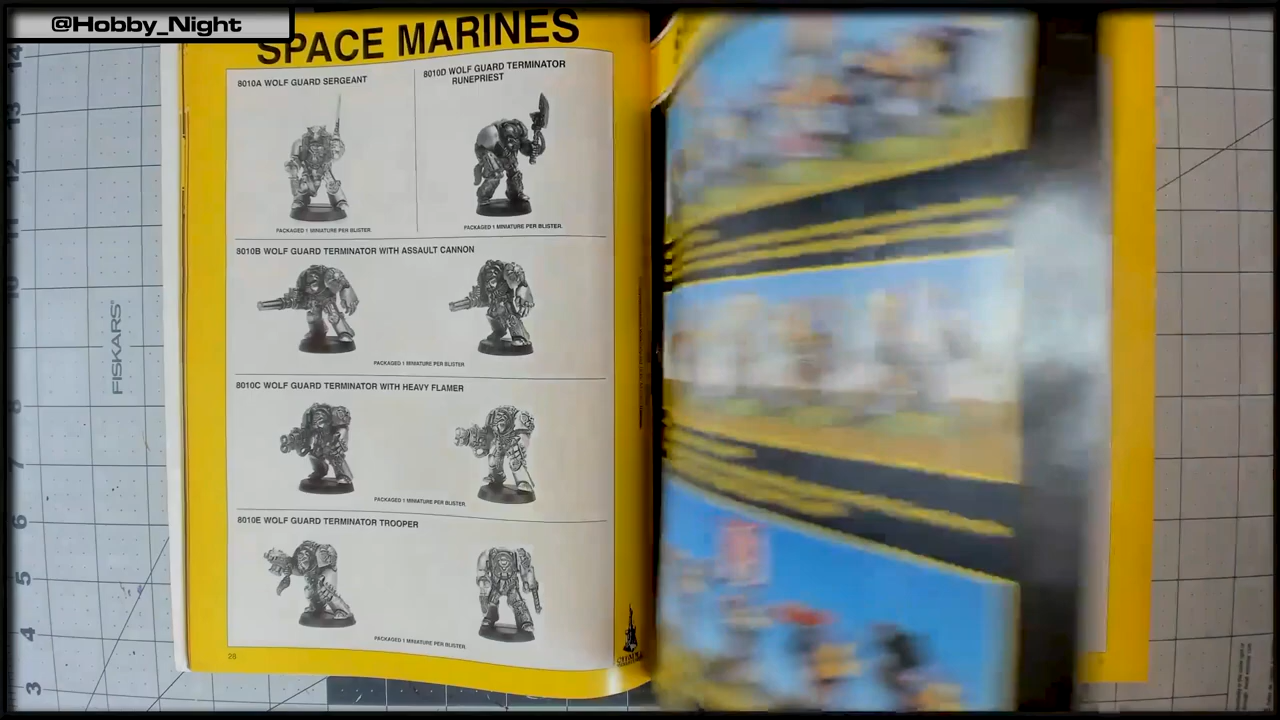 @Hobby_Night
SPACE MARINES
8010A WOLF GUARD SERGEANT
8010D WOLF GUARD TERMINATOR
RUNEPRIEST
PACKAGED 1 MINIATURE PER BLISTER.
PACKAGED 1 MINIATURE PER BLISTER.
8010B WOLF GUARD TERMINATOR WITH ASSAULT CANNON
PACKAGED 1 MINIATURE PER BLISTER.
8010C WOLF GUARD TERMINATOR WITH HEAVY FLAMER
PACKAGED 1 MINIATURE PER BLISTER.
8010E WOLF GUARD TERMINATOR TROOPER
PACKAGED 1 MINIATURE PER BLISTER.
28
CITADEL
FISKARS
14
13
12
10
8
7
6
5
4
3